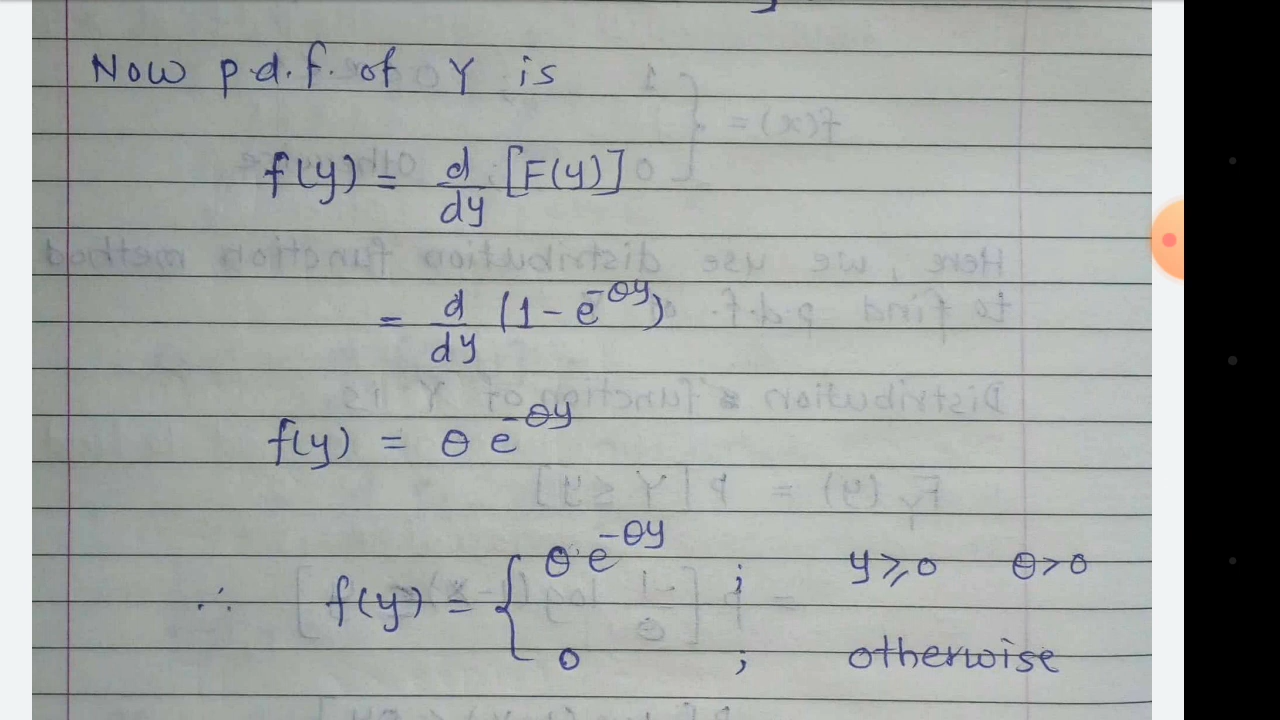 Now p.d.f. of Y is
f(y) = d/dy [F(y)]
= d/dy (1 - e^{-θy})
f(y) = θ e^{-θy}
∴ f(y) = { θ e^{-θy} ; y ≥ 0 θ > 0
0 ; otherwise